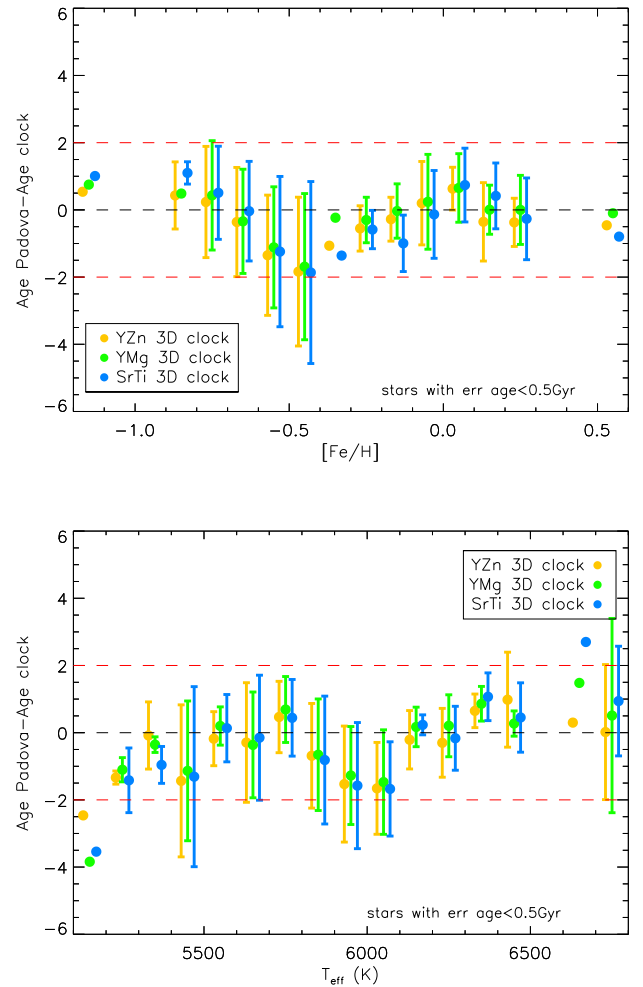 6
4
2
0
-2
-4
-6
Age Padova-Age clock
YZn 3D clock
YMg 3D clock
SrTi 3D clock
stars with err age<0.5Gyr
-1.0
-0.5
0.0
0.5
[Fe/H]
6
4
2
0
-2
-4
-6
Age Padova-Age clock
YZn 3D clock
YMg 3D clock
SrTi 3D clock
stars with err age<0.5Gyr
5500
6000
6500
Teff (K)